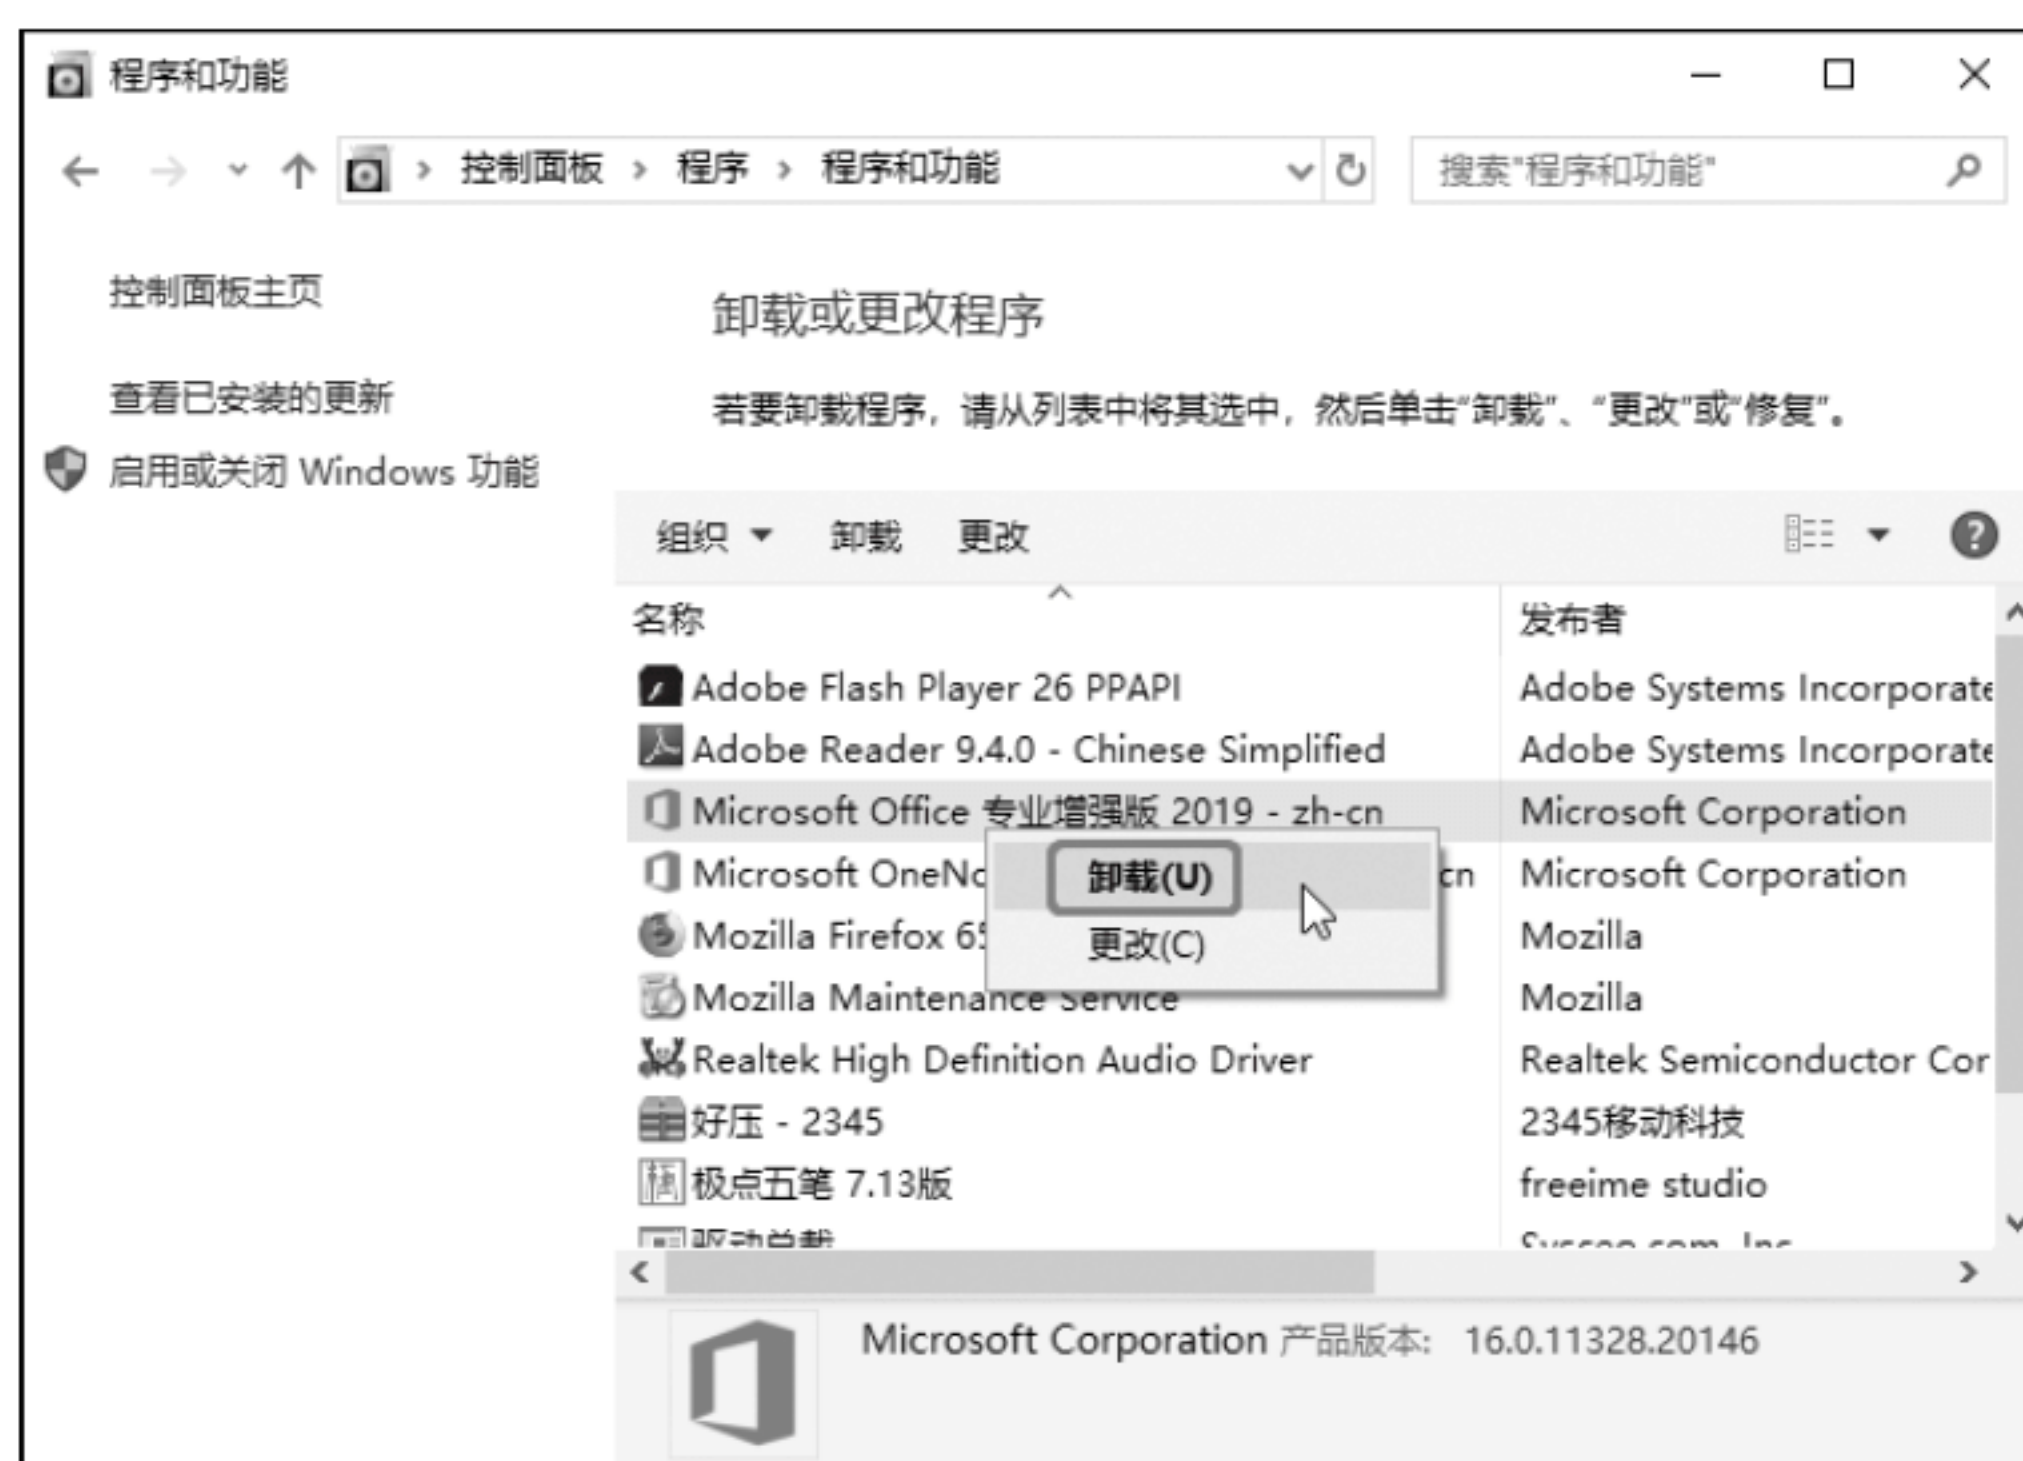 程序和功能
控制面板 › 程序 › 程序和功能
搜索"程序和功能"
控制面板主页
查看已安装的更新
启用或关闭 Windows 功能
卸载或更改程序
若要卸载程序，请从列表中将其选中，然后单击“卸载”、“更改”或“修复”。
组织 卸载 更改
名称 发布者
Adobe Flash Player 26 PPAPI Adobe Systems Incorporate
Adobe Reader 9.4.0 - Chinese Simplified Adobe Systems Incorporate
Microsoft Office 专业增强版 2019 - zh-cn Microsoft Corporation
Microsoft cn Microsoft Corporation
卸载(U)
Mozilla Firefox Mozilla
更改(C)
Mozilla Maintenance Service Mozilla
Realtek High Definition Audio Driver Realtek Semiconductor Cor
好压 - 2345 2345移动科技
极点五笔 7.13版 freeime studio
Microsoft Corporation 产品版本: 16.0.11328.20146